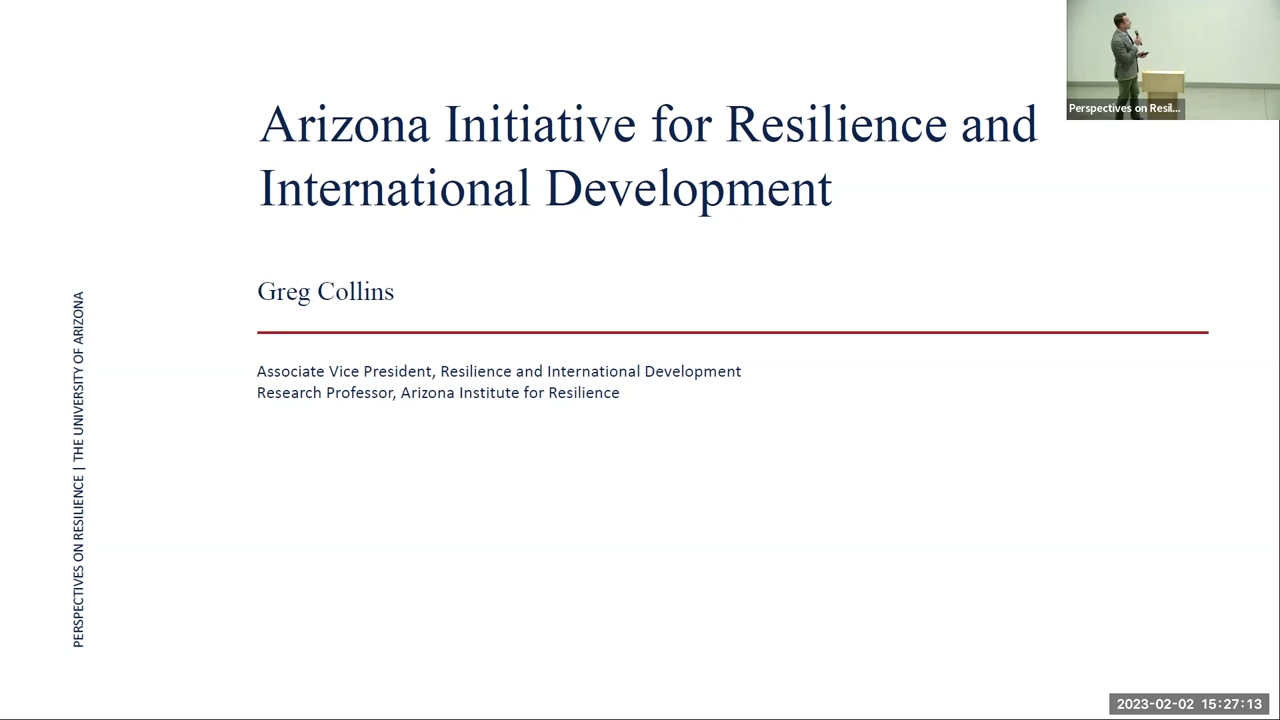 Arizona Initiative for Resilience and
International Development
Greg Collins
Associate Vice President, Resilience and International Development
Research Professor, Arizona Institute for Resilience
PERSPECTIVES ON RESILIENCE | THE UNIVERSITY OF ARIZONA
Perspectives on Resil...
2023-02-02 15:27:13